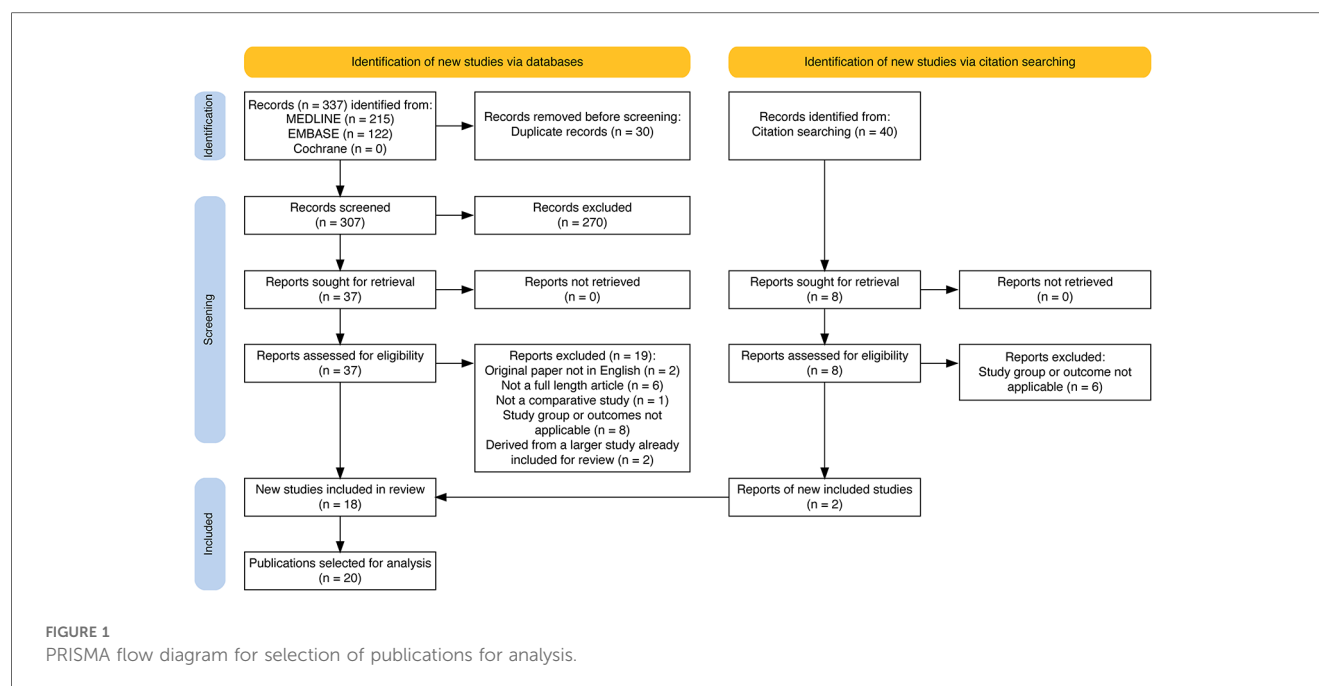 Identification of new studies via databases
Identification of new studies via citation searching
Identification
Records (n = 337) identified from:
MEDLINE (n = 215)
EMBASE (n = 122)
Cochrane (n = 0)
Records removed before screening:
Duplicate records (n = 30)
Records identified from:
Citation searching (n = 40)
Screening
Records screened
(n = 307)
Records excluded
(n = 270)
Reports sought for retrieval
(n = 37)
Reports not retrieved
(n = 0)
Reports sought for retrieval
(n = 8)
Reports not retrieved
(n = 0)
Reports assessed for eligibility
(n = 37)
Reports excluded (n = 19):
Original paper not in English (n = 2)
Not a full length article (n = 6)
Not a comparative study (n = 1)
Study group or outcomes not
applicable (n = 8)
Derived from a larger study already
included for review (n = 2)
Reports assessed for eligibility
(n = 8)
Reports excluded:
Study group or outcome not
applicable (n = 6)
Included
New studies included in review
(n = 18)
Reports of new included studies
(n = 2)
Publications selected for analysis
(n = 20)
FIGURE 1
PRISMA flow diagram for selection of publications for analysis.